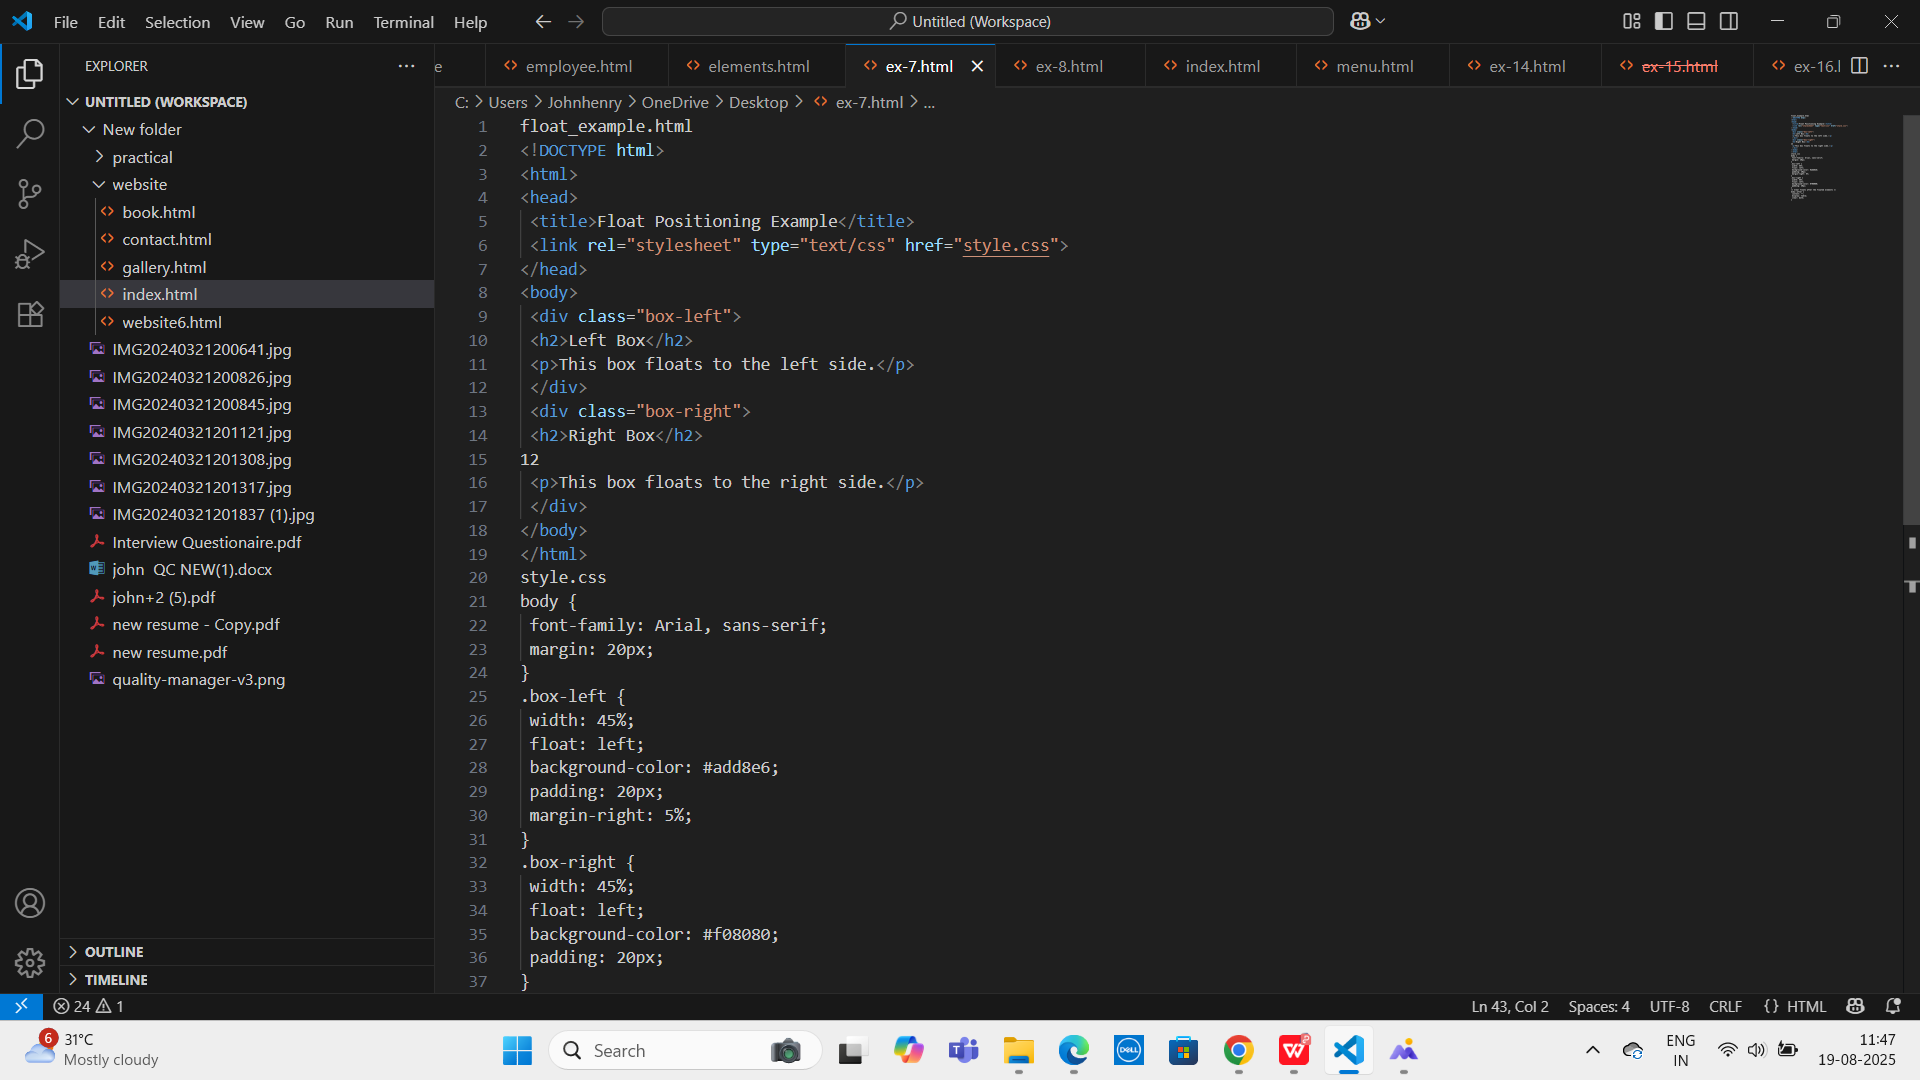 File Edit Selection View Go Run Terminal Help
Untitled (Workspace)
EXPLORER
UNTITLED (WORKSPACE)
New folder
practical
website
book.html
contact.html
gallery.html
index.html
website6.html
IMG20240321200641.jpg
IMG20240321200826.jpg
IMG20240321200845.jpg
IMG20240321201121.jpg
IMG20240321201308.jpg
IMG20240321201317.jpg
IMG20240321201837 (1).jpg
Interview Questionaire.pdf
john  QC NEW(1).docx
john+2 (5).pdf
new resume - Copy.pdf
new resume.pdf
quality-manager-v3.png
OUTLINE
TIMELINE
e employee.html elements.html ex-7.html ex-8.html index.html menu.html ex-14.html ex-15.html ex-16.l
C: > Users > Johnhenry > OneDrive > Desktop > ex-7.html > ...
1 float_example.html
2 <!DOCTYPE html>
3 <html>
4 <head>
5 <title>Float Positioning Example</title>
6 <link rel="stylesheet" type="text/css" href="style.css">
7 </head>
8 <body>
9 <div class="box-left">
10 <h2>Left Box</h2>
11 <p>This box floats to the left side.</p>
12 </div>
13 <div class="box-right">
14 <h2>Right Box</h2>
15 12
16 <p>This box floats to the right side.</p>
17 </div>
18 </body>
19 </html>
20 style.css
21 body {
22 font-family: Arial, sans-serif;
23 margin: 20px;
24 }
25 .box-left {
26 width: 45%;
27 float: left;
28 background-color: #add8e6;
29 padding: 20px;
30 margin-right: 5%;
31 }
32 .box-right {
33 width: 45%;
34 float: left;
35 background-color: #f08080;
36 padding: 20px;
37 }
24 1
Ln 43, Col 2 Spaces: 4 UTF-8 CRLF {} HTML
6
31°C
Mostly cloudy
Search
DELL
ENG
IN
11:47
19-08-2025